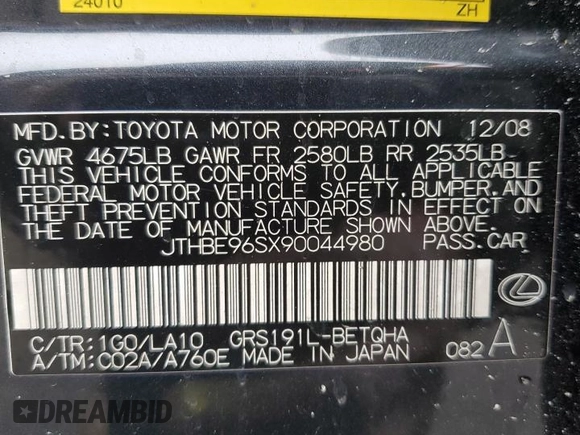 24010
ZH
MFD.BY:TOYOTA MOTOR CORPORATION 12/08
GVWR 4675LB GAWR FR 2580LB RR 2535LB
THIS VEHICLE CONFORMS TO ALL APPLICABLE
FEDERAL MOTOR VEHICLE SAFETY,BUMPER,AND
THEFT PREVENTION STANDARDS IN EFFECT ON
THE DATE OF MANUFACTURE SHOWN ABOVE.
JTHBE96SX90044980 PASS.CAR
C/TR:1G0/LA10 GRS191L-BETQHA
A/TM:C02A/A760E MADE IN JAPAN 082A
DREAMBID